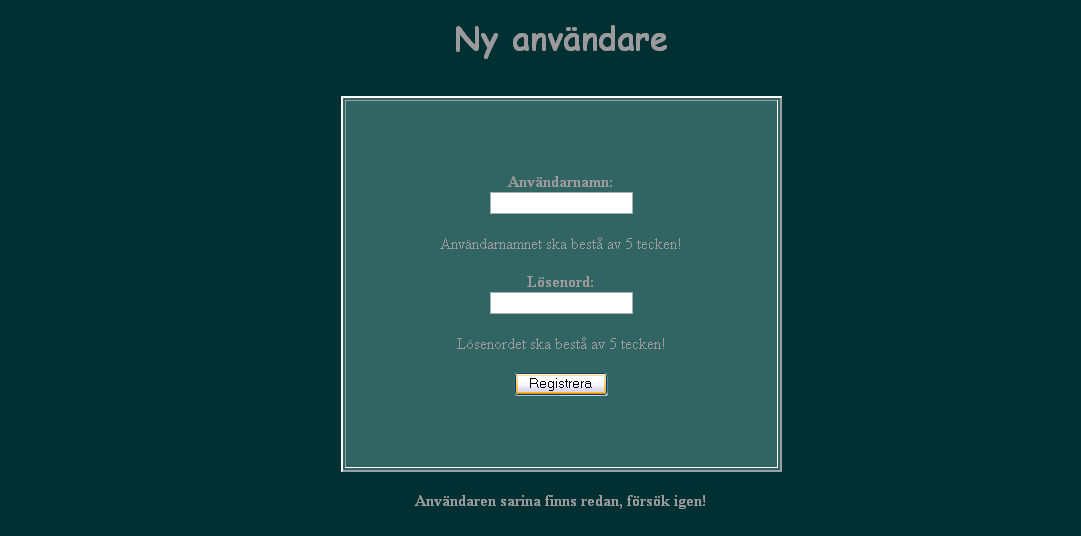 Ny användare
Användarnamn:
Användarnamnet ska bestå av 5 tecken!
Lösenord:
Lösenordet ska bestå av 5 tecken!
Registrera
Användaren sarina finns redan, försök igen!